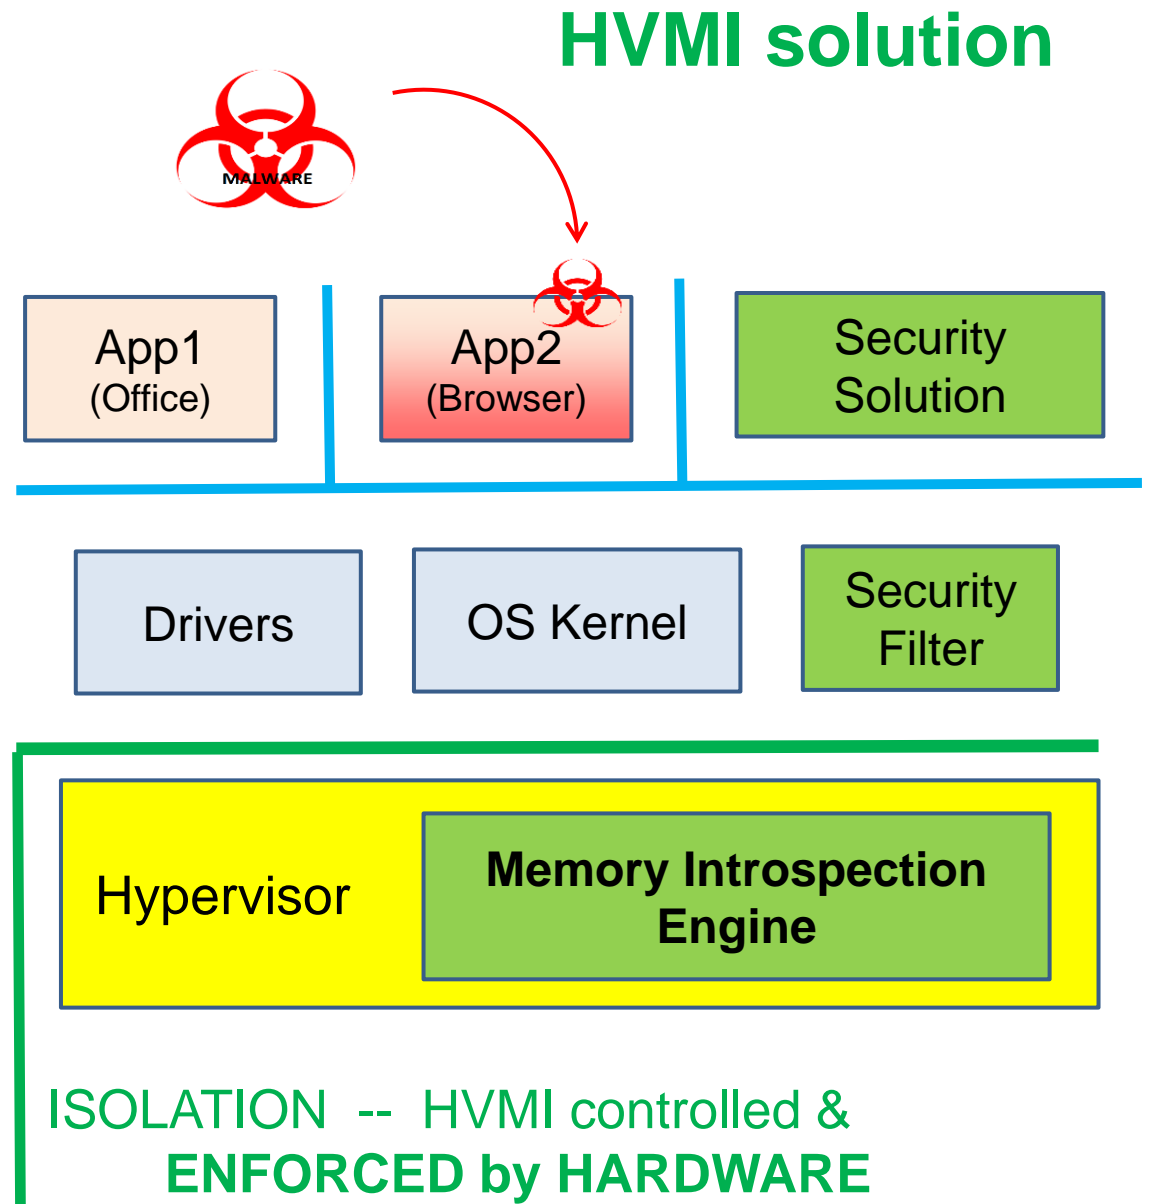 HVMI solution
MALWARE
App1
(Office)
App2
(Browser)
Security
Solution
Drivers
OS Kernel
Security
Filter
Hypervisor
Memory Introspection
Engine
ISOLATION -- HVMI controlled &
ENFORCED by HARDWARE